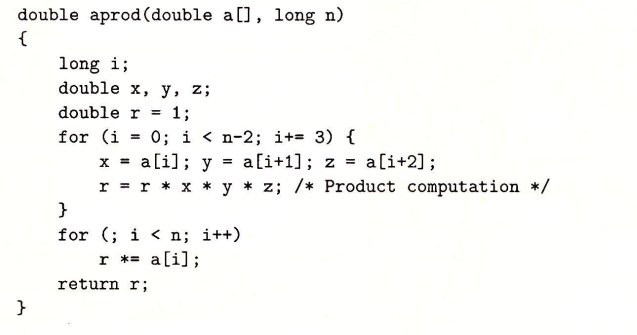 double aprod(double a[], long n)
{
    long i;
    double x, y, z;
    double r = 1;
    for (i = 0; i < n-2; i+= 3) {
        x = a[i]; y = a[i+1]; z = a[i+2];
        r = r * x * y * z; /* Product computation */
    }
    for (; i < n; i++)
        r *= a[i];
    return r;
}